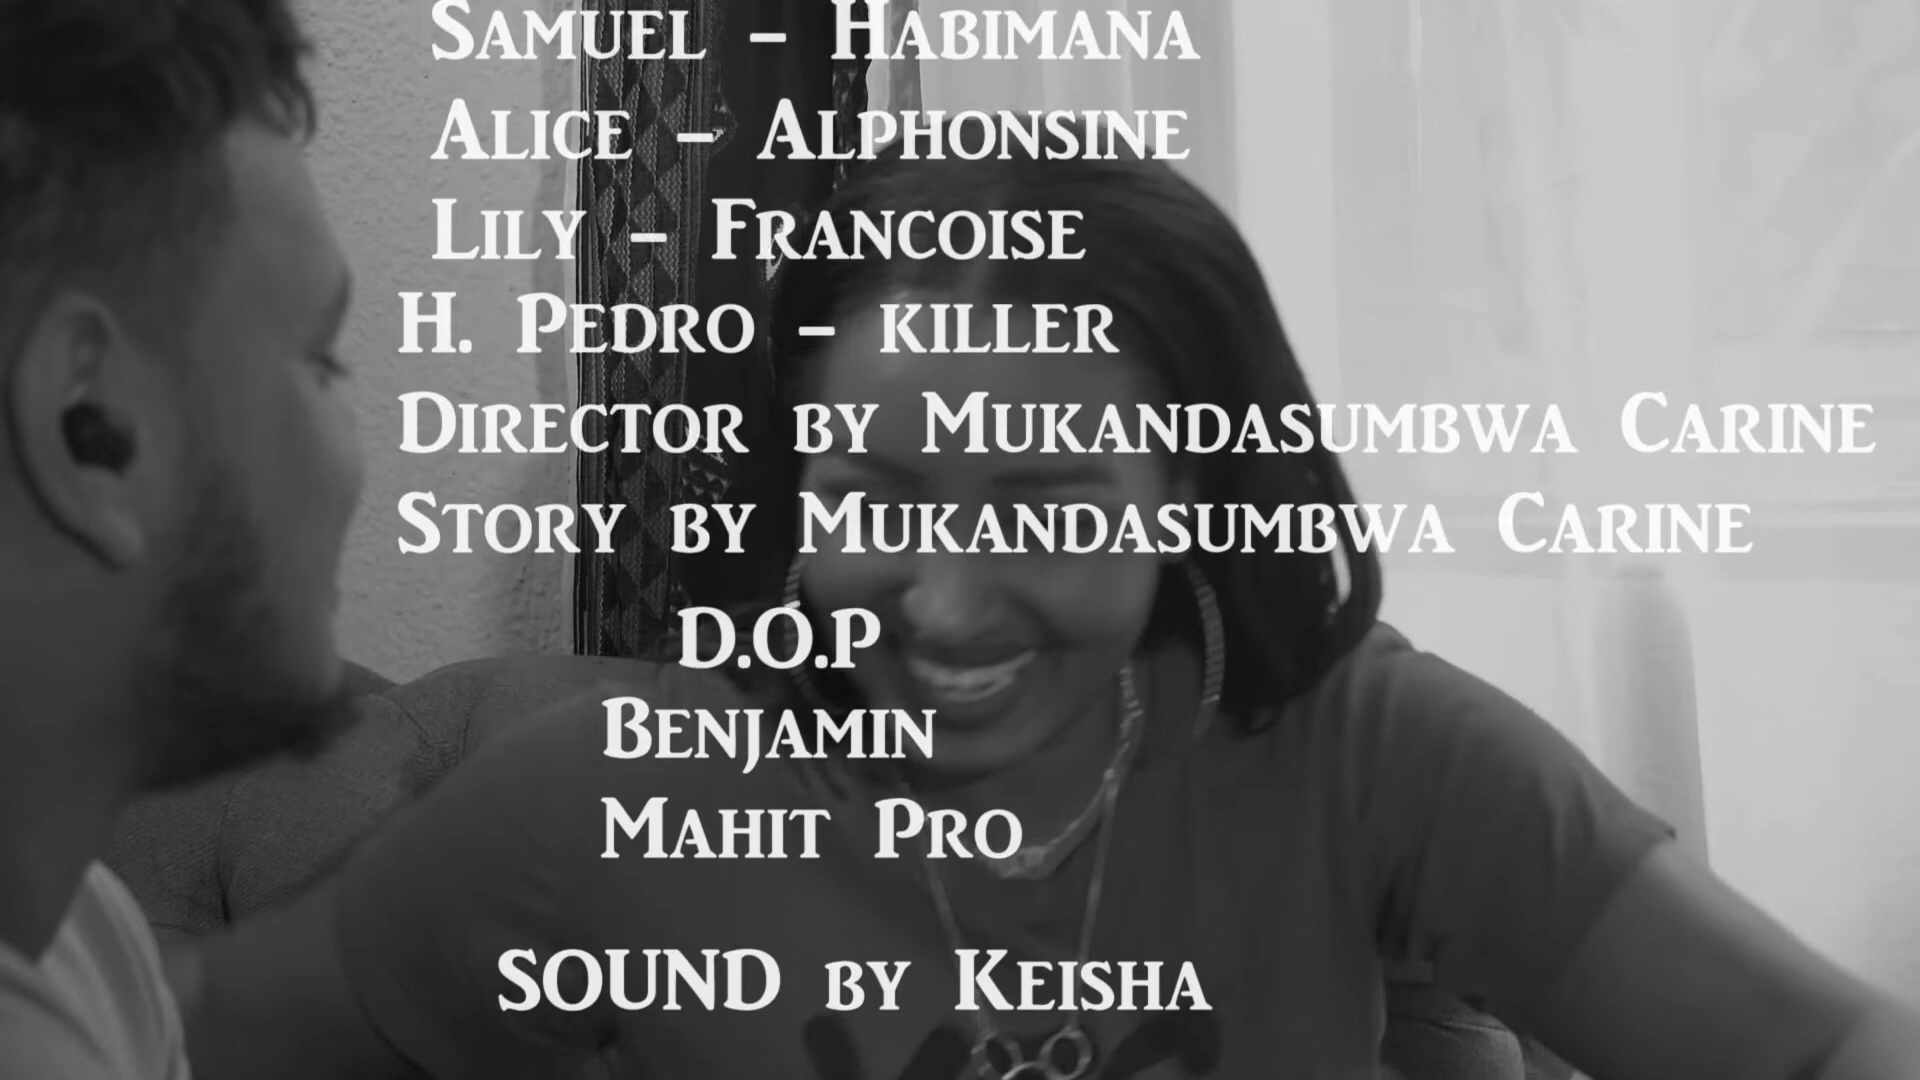 Samuel – Habimana
Alice – Alphonsine
Lily – Francoise
H. Pedro – killer
Director by Mukandasumbwa Carine
Story by Mukandasumbwa Carine
D.O.P
Benjamin
Mahit Pro
SOUND by Keisha